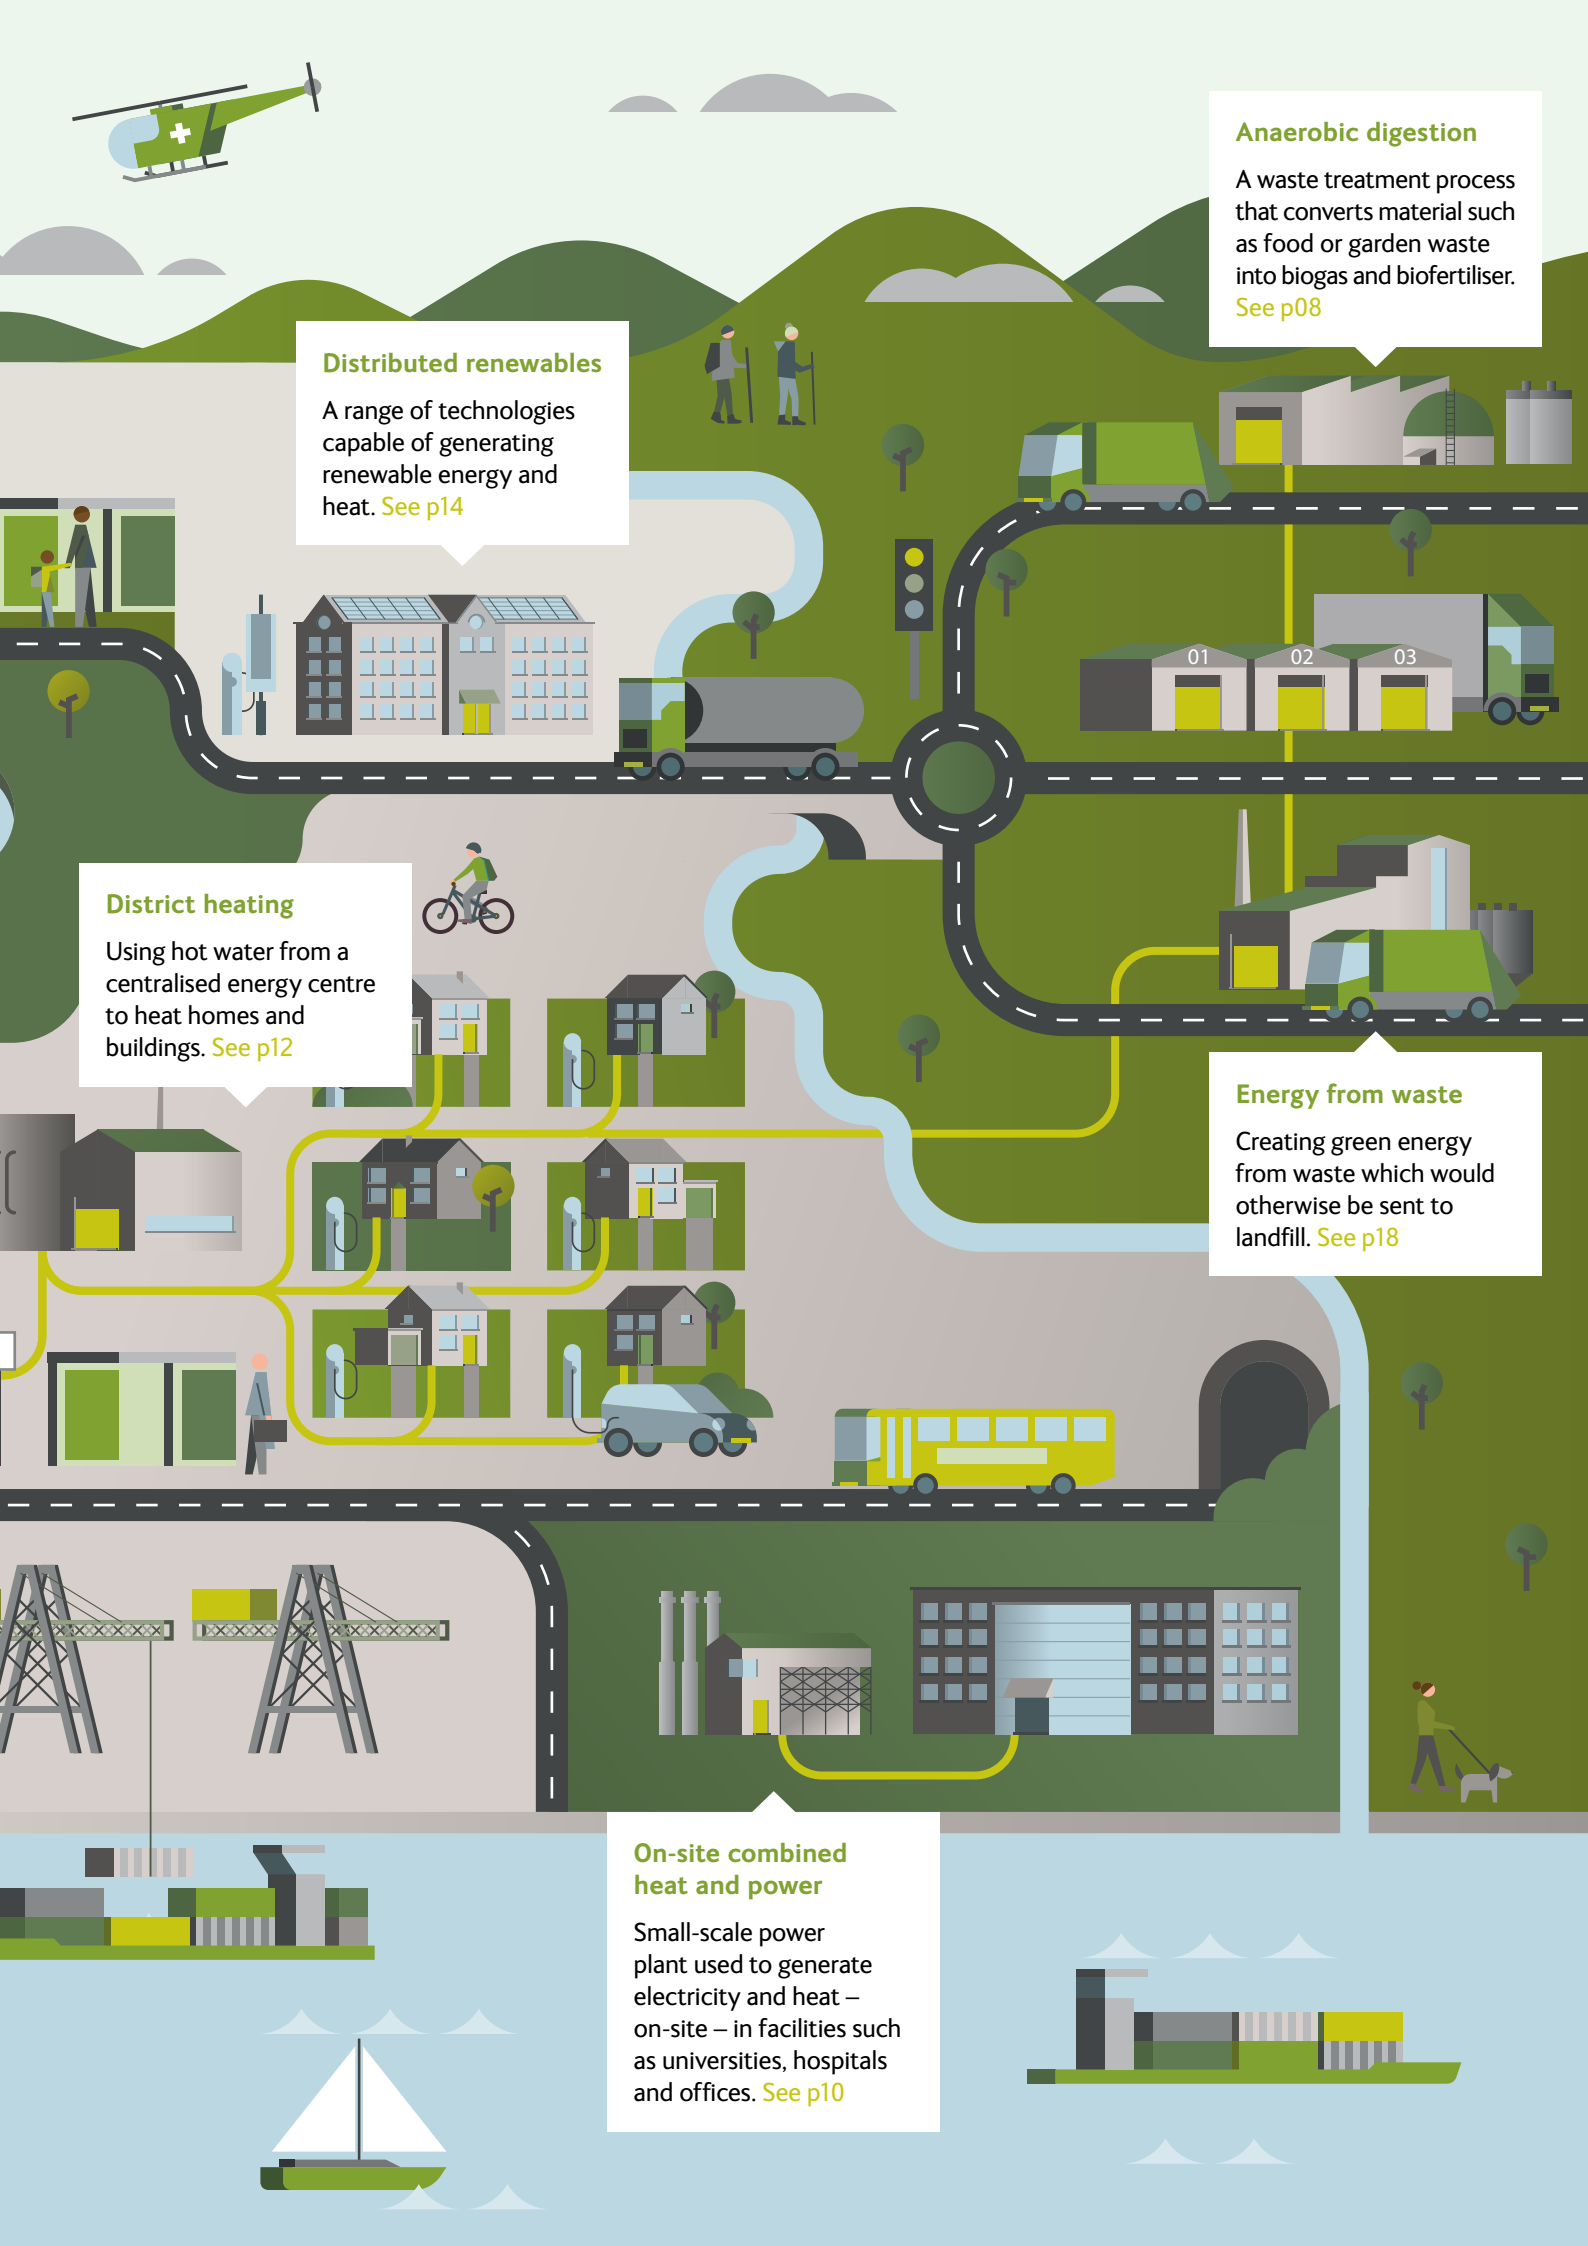 Anaerobic digestion
A waste treatment process
that converts material such
as food or garden waste
into biogas and biofertiliser.
See p08
Distributed renewables
A range of technologies
capable of generating
renewable energy and
heat. See p14
01 02 03
District heating
Using hot water from a
centralised energy centre
to heat homes and
buildings. See p12
Energy from waste
Creating green energy
from waste which would
otherwise be sent to
landfill. See p18
On-site combined
heat and power
Small-scale power
plant used to generate
electricity and heat –
on-site – in facilities such
as universities, hospitals
and offices. See p10